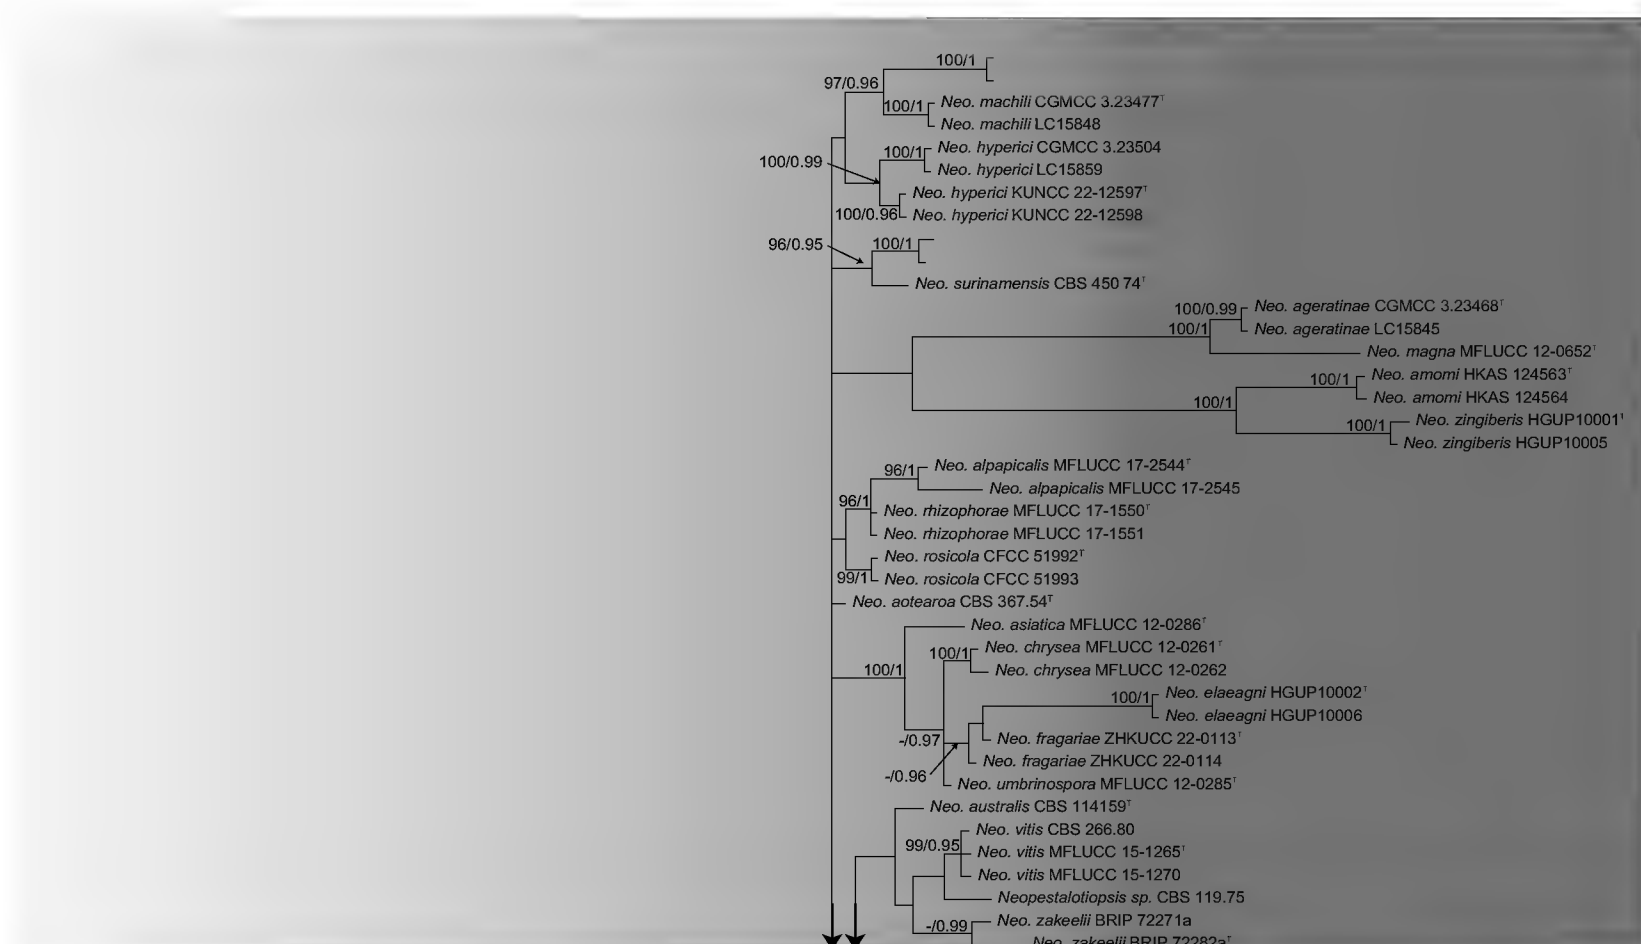 100/1
97/0.96
100/1 Neo. machili CGMCC 3.23477ᵀ
Neo. machili LC15848
Neo. hyperici CGMCC 3.23504
100/1
100/0.99
Neo. hyperici LC15859
Neo. hyperici KUNCC 22-12597ᵀ
100/0.96 Neo. hyperici KUNCC 22-12598
96/0.95 100/1
Neo. surinamensis CBS 450 74ᵀ
100/0.99 Neo. ageratinae CGMCC 3.23468ᵀ
100/1 Neo. ageratinae LC15845
Neo. magna MFLUCC 12-0652ᵀ
100/1 Neo. amomi HKAS 124563ᵀ
100/1 Neo. amomi HKAS 124564
Neo. zingiberis HGUP10001ᵀ
100/1
Neo. zingiberis HGUP10005
96/1 Neo. alpapicalis MFLUCC 17-2544ᵀ
Neo. alpapicalis MFLUCC 17-2545
96/1
Neo. rhizophorae MFLUCC 17-1550ᵀ
Neo. rhizophorae MFLUCC 17-1551
Neo. rosicola CFCC 51992ᵀ
99/1 Neo. rosicola CFCC 51993
Neo. aotearoa CBS 367.54ᵀ
Neo. asiatica MFLUCC 12-0286ᵀ
100/1 Neo. chrysea MFLUCC 12-0261ᵀ
100/1 Neo. chrysea MFLUCC 12-0262
100/1 Neo. elaeagni HGUP10002ᵀ
Neo. elaeagni HGUP10006
-/0.97 Neo. fragariae ZHKUCC 22-0113ᵀ
Neo. fragariae ZHKUCC 22-0114
-/0.96
Neo. umbrinospora MFLUCC 12-0285ᵀ
Neo. australis CBS 114159ᵀ
Neo. vitis CBS 266.80
99/0.95
Neo. vitis MFLUCC 15-1265ᵀ
Neo. vitis MFLUCC 15-1270
Neopestalotiopsis sp. CBS 119.75
-/0.99 Neo. zakeelii BRIP 72271a
Neo. zakeelii BRIP 72282aᵀ